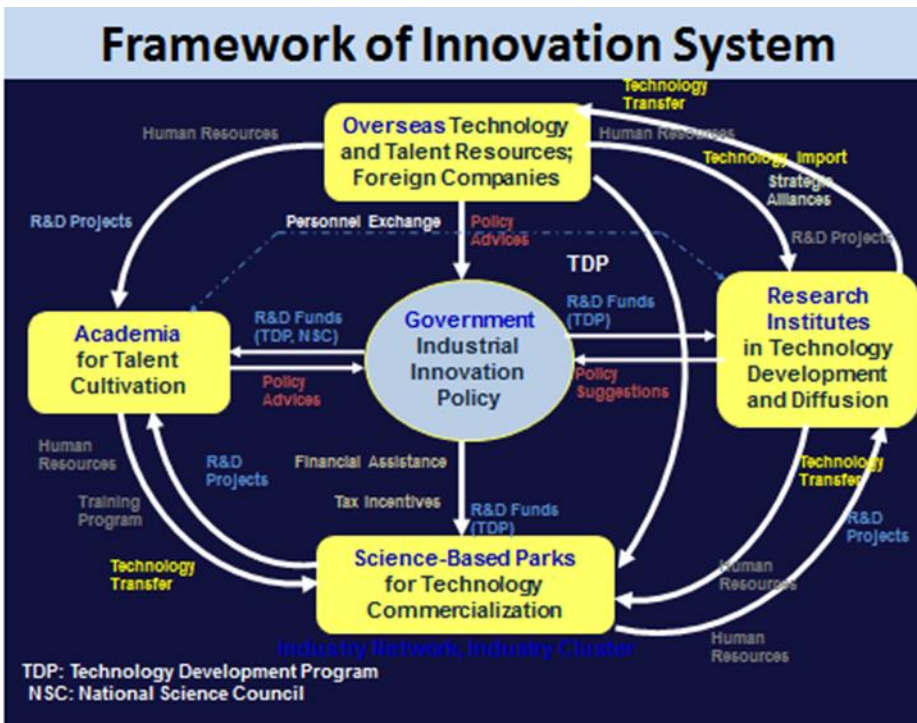 Framework of Innovation System
Technology
Transfer
Human Resources
Overseas Technology
and Talent Resources;
Foreign Companies
Human Resources
Technology Import
Strategic
Alliances
R&D Projects
Personnel Exchange
Policy
Advices
R&D Projects
TDP
Academia
for Talent
Cultivation
R&D Funds
(TDP, NSC)
Policy
Advices
Government
Industrial
Innovation
Policy
R&D Funds
(TDP)
Policy
Suggestions
Research
Institutes
in Technology
Development
and Diffusion
Human
Resources
Training
Program
Technology
Transfer
R&D
Projects
Financial Assistance
Tax Incentives
R&D Funds
(TDP)
Technology
Transfer
R&D
Projects
Human
Resources
Human
Resources
Science-Based Parks
for Technology
Commercialization
Industry Network, Industry Cluster
TDP: Technology Development Program
NSC: National Science Council